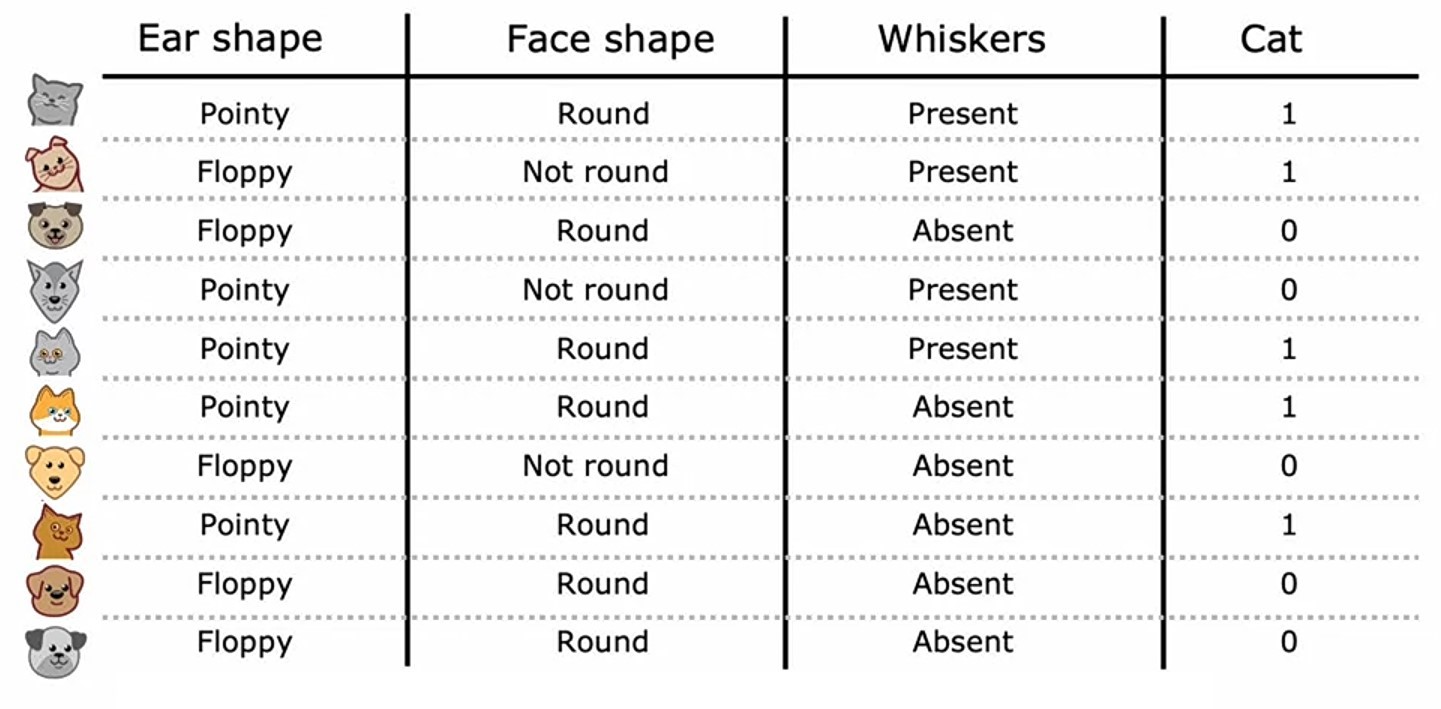 Ear shape Face shape Whiskers Cat
Pointy Round Present 1
Floppy Not round Present 1
Floppy Round Absent 0
Pointy Not round Present 0
Pointy Round Present 1
Pointy Round Absent 1
Floppy Not round Absent 0
Pointy Round Absent 1
Floppy Round Absent 0
Floppy Round Absent 0